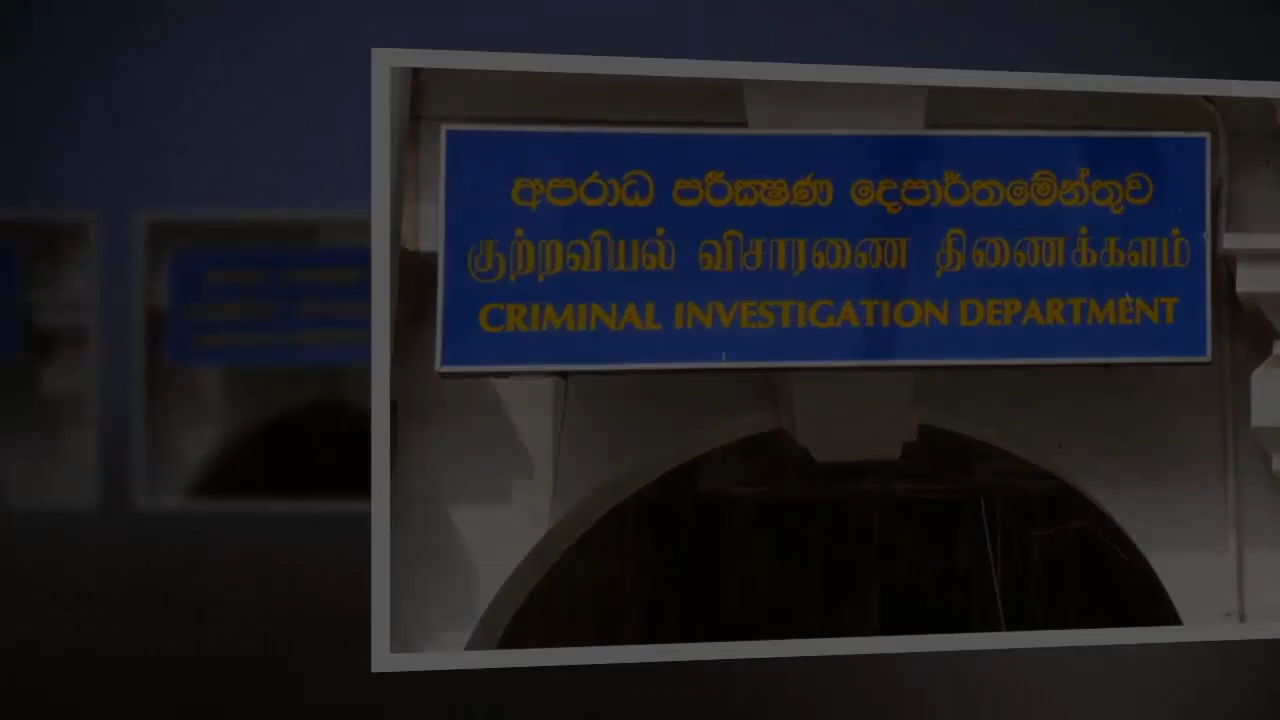 අපරාධ පරීක්ෂණ දෙපාර්තමේන්තුව
குற்றவியல் விசாரணை திணைக்களம்
CRIMINAL INVESTIGATION DEPARTMENT